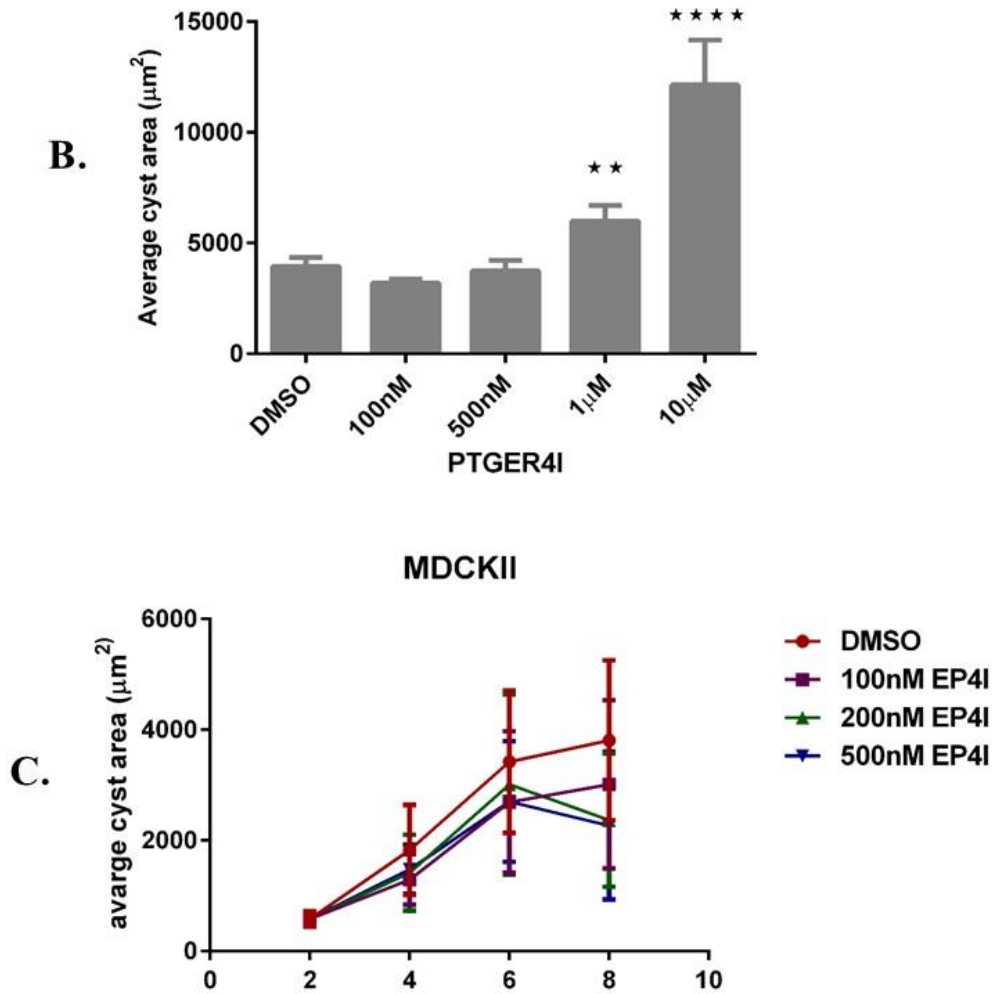 ★★★★
15000
10000
5000
0
Average cyst area (μm²)
B.
★★
DMSO
100nM
500nM
1μM
10μM
PTGER4I
MDCKII
6000
4000
2000
0
avarge cyst area (μm²)
C.
0 2 4 6 8 10
DMSO
100nM EP4I
200nM EP4I
500nM EP4I